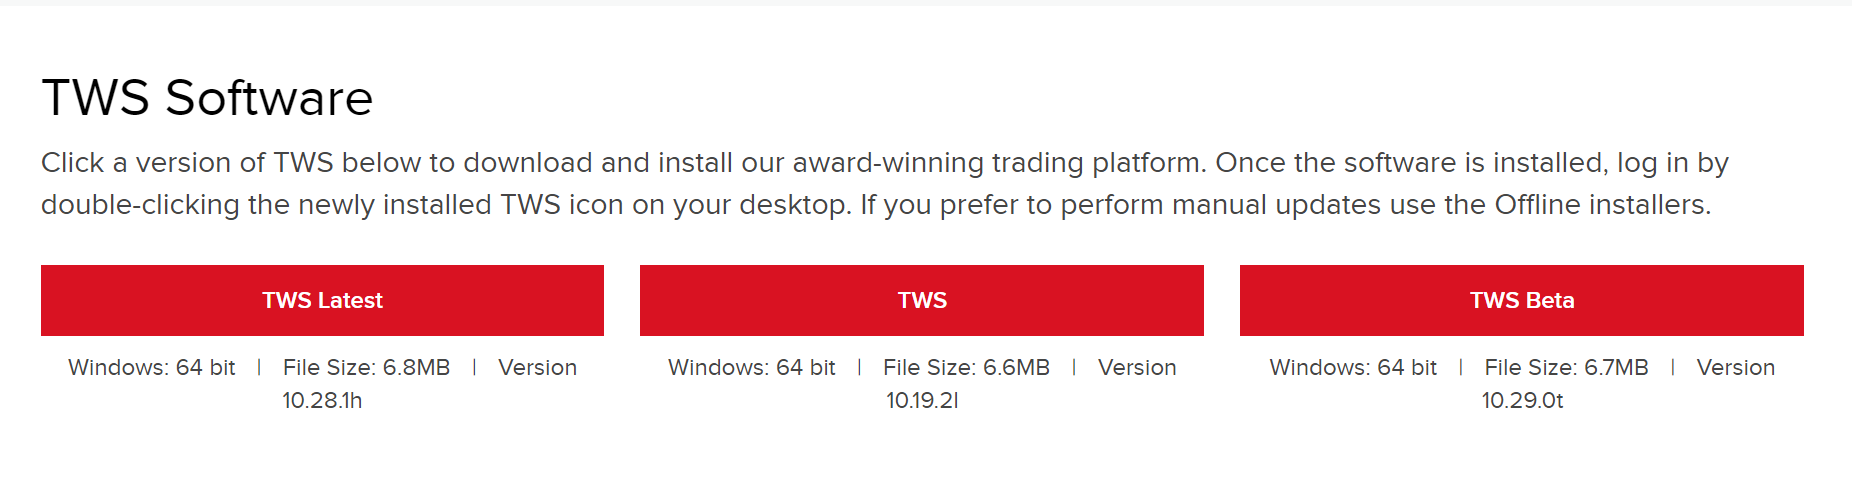 TWS Software
Click a version of TWS below to download and install our award-winning trading platform. Once the software is installed, log in by
double-clicking the newly installed TWS icon on your desktop. If you prefer to perform manual updates use the Offline installers.
TWS Latest
Windows: 64 bit | File Size: 6.8MB | Version
10.28.1h
TWS
Windows: 64 bit | File Size: 6.6MB | Version
10.19.2l
TWS Beta
Windows: 64 bit | File Size: 6.7MB | Version
10.29.0t